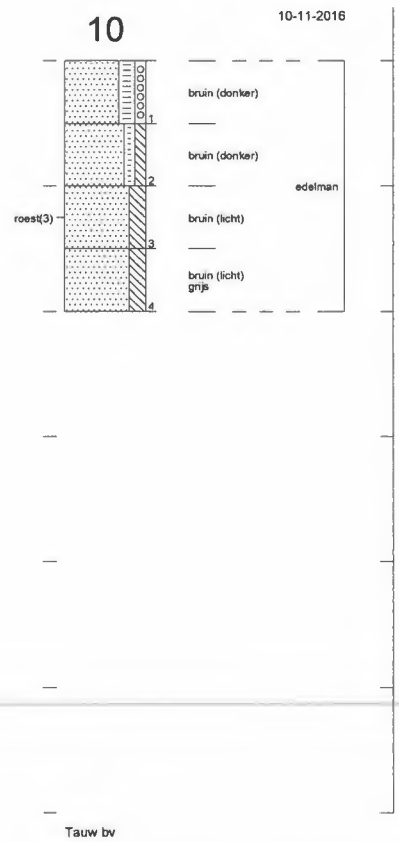 10
10-11-2016
1
bruin (donker)
2
bruin (donker)
edelman
roest(3)
3
bruin (licht)
4
bruin (licht)
grijs
Tauw bv